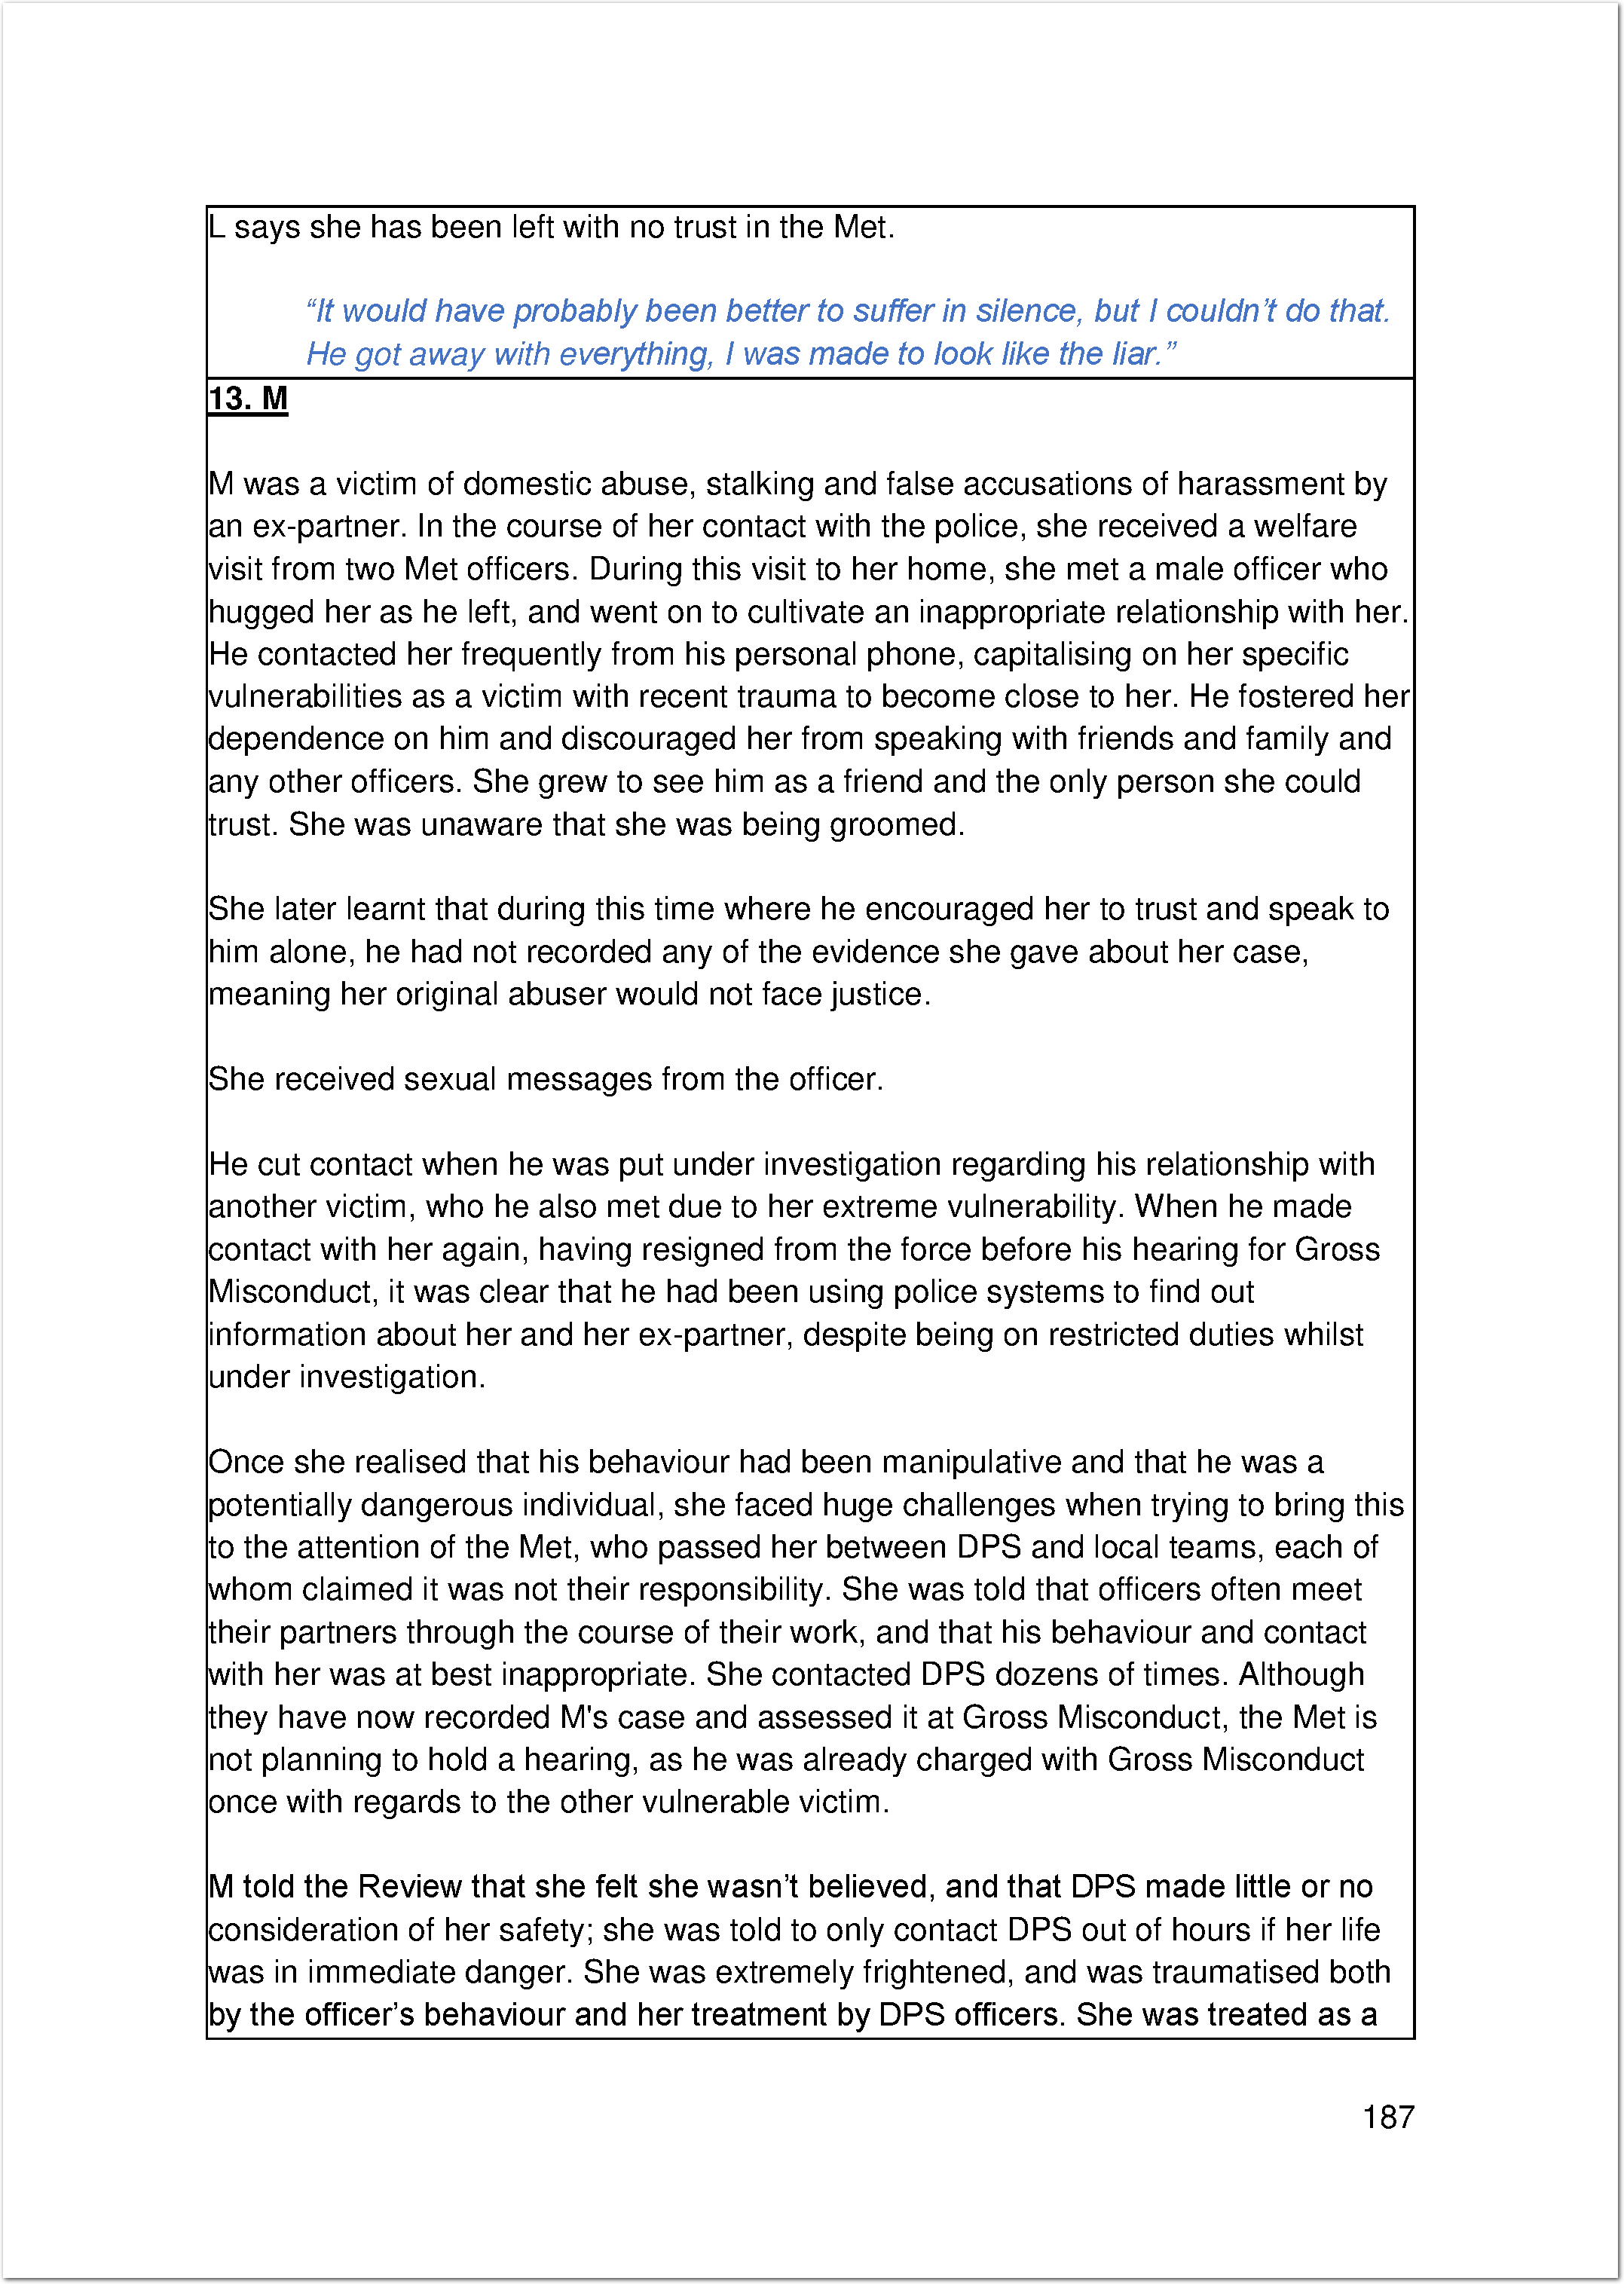 L says she has been left with no trust in the Met.
“It would have probably been better to suffer in silence, but I couldn’t do that.
He got away with everything, I was made to look like the liar.”
13. M
M was a victim of domestic abuse, stalking and false accusations of harassment by
an ex-partner. In the course of her contact with the police, she received a welfare
visit from two Met officers. During this visit to her home, she met a male officer who
hugged her as he left, and went on to cultivate an inappropriate relationship with her.
He contacted her frequently from his personal phone, capitalising on her specific
vulnerabilities as a victim with recent trauma to become close to her. He fostered her
dependence on him and discouraged her from speaking with friends and family and
any other officers. She grew to see him as a friend and the only person she could
trust. She was unaware that she was being groomed.
She later learnt that during this time where he encouraged her to trust and speak to
him alone, he had not recorded any of the evidence she gave about her case,
meaning her original abuser would not face justice.
She received sexual messages from the officer.
He cut contact when he was put under investigation regarding his relationship with
another victim, who he also met due to her extreme vulnerability. When he made
contact with her again, having resigned from the force before his hearing for Gross
Misconduct, it was clear that he had been using police systems to find out
information about her and her ex-partner, despite being on restricted duties whilst
under investigation.
Once she realised that his behaviour had been manipulative and that he was a
potentially dangerous individual, she faced huge challenges when trying to bring this
to the attention of the Met, who passed her between DPS and local teams, each of
whom claimed it was not their responsibility. She was told that officers often meet
their partners through the course of their work, and that his behaviour and contact
with her was at best inappropriate. She contacted DPS dozens of times. Although
they have now recorded M's case and assessed it at Gross Misconduct, the Met is
not planning to hold a hearing, as he was already charged with Gross Misconduct
once with regards to the other vulnerable victim.
M told the Review that she felt she wasn’t believed, and that DPS made little or no
consideration of her safety; she was told to only contact DPS out of hours if her life
was in immediate danger. She was extremely frightened, and was traumatised both
by the officer’s behaviour and her treatment by DPS officers. She was treated as a
187